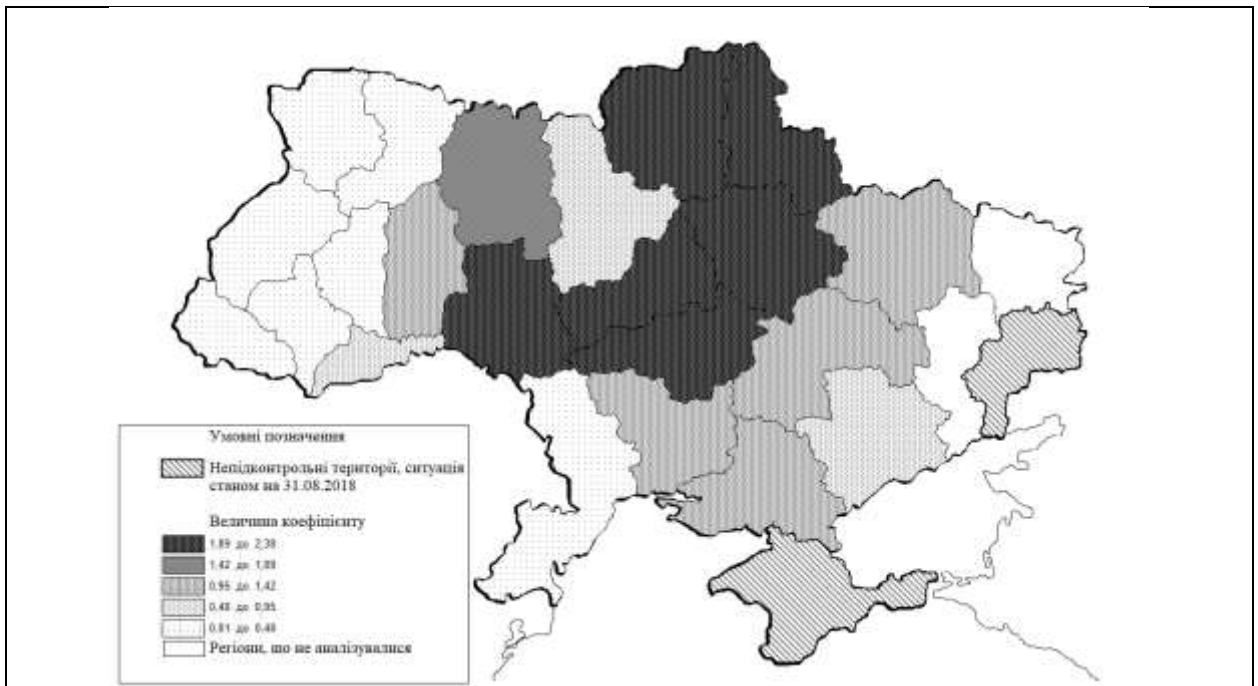 Умовні позначення
Непідконтрольні території, ситуація
станом на 31.08.2018
Величина коефіцієнту
1,89 до 2,38
1,42 до 1,89
0,95 до 1,42
0,48 до 0,95
0,01 до 0,48
Регіони, що не аналізувалися